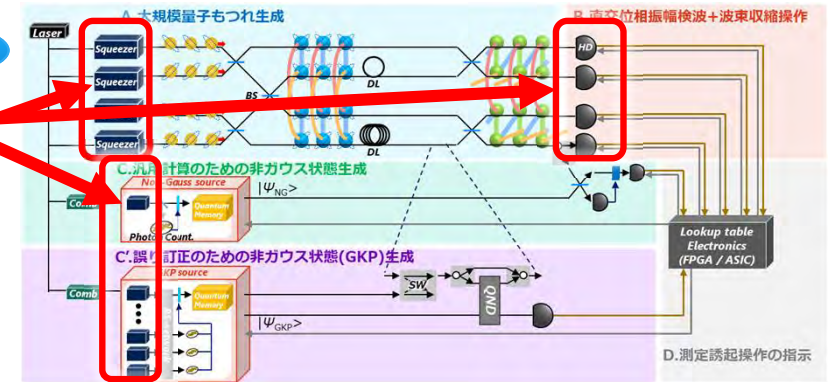 A.大規模量子もつれ生成
B.直交位相振幅検波+波束収縮操作
Laser
Squeezer
Squeezer
Squeezer
BS
DL
DL
HD
C.汎用計算のための非ガウス状態生成
Non-Gauss source
Comb
Quantum
Memory
Photon Count.
|Ψ_NG>
C'.誤り訂正のための非ガウス状態(GKP)生成
GKP source
Comb
Quantum
Memory
|Ψ_GKP>
SW
QND
Lookup table
Electronics
(FPGA / ASIC)
D.測定誘起操作の指示